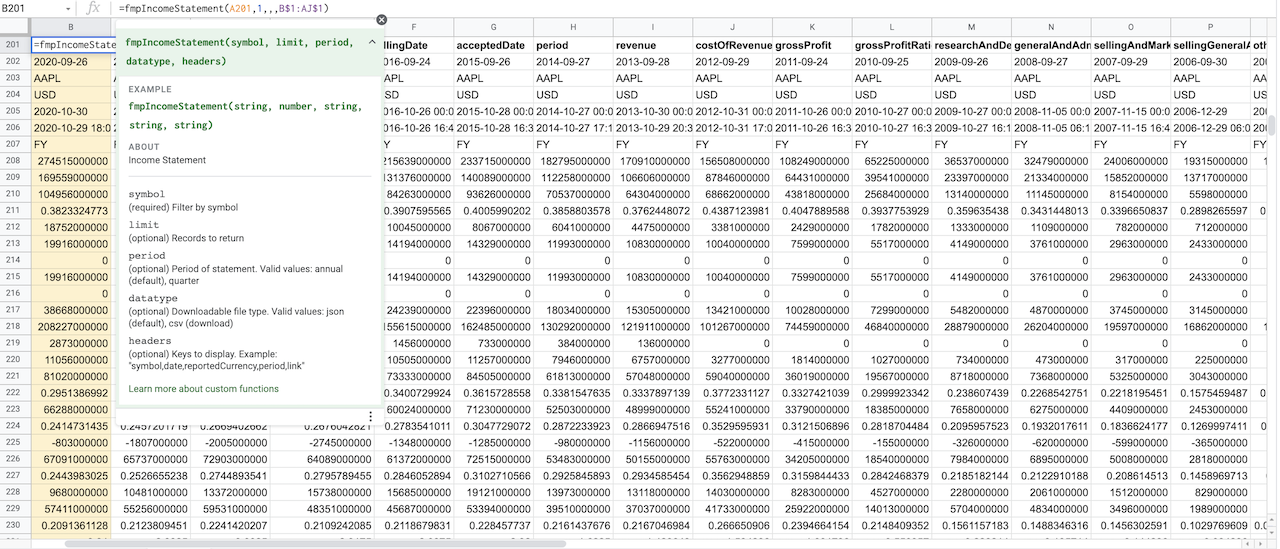 B201 fx =fmpIncomeStatement(A201,1,,,B$1:AJ$1)
B F G H I J K L M N O P
201 =fmpIncomeState llingDate acceptedDate period revenue costOfRevenue grossProfit grossProfitRati researchAndDe generalAndAdn sellingAndMark sellingGeneralA oth
fmpIncomeStatement(symbol, limit, period,
datatype, headers)
EXAMPLE
fmpIncomeStatement(string, number, string,
string, string)
ABOUT
Income Statement
symbol
(required) Filter by symbol
limit
(optional) Records to return
period
(optional) Period of statement. Valid values: annual
(default), quarter
datatype
(optional) Downloadable file type. Valid values: json
(default), csv (download)
headers
(optional) Keys to display. Example:
"symbol,date,reportedCurrency,period,link"
Learn more about custom functions
202 2020-09-26 016-09-24 2015-09-26 2014-09-27 2013-09-28 2012-09-29 2011-09-24 2010-09-25 2009-09-26 2008-09-27 2007-09-29 2006-09-30 200
203 AAPL APL AAPL AAPL AAPL AAPL AAPL AAPL AAPL AAPL AAPL AAPL AA
204 USD SD USD USD USD USD USD USD USD USD USD USD US
205 2020-10-30 016-10-26 00:0 2015-10-28 00:0 2014-10-27 00:0 2013-10-30 00:0 2012-10-31 00:0 2011-10-26 00:0 2010-10-27 00:0 2009-10-27 00:0 2008-11-05 00:0 2007-11-15 00:0 2006-12-29 200
206 2020-10-29 18:0 016-10-26 16:4 2015-10-28 16:3 2014-10-27 17:1 2013-10-29 20:3 2012-10-31 17:0 2011-10-26 16:3 2010-10-27 16:3 2009-10-27 16:1 2008-11-05 06:1 2007-11-15 16:4 2006-12-29 06:0 200
207 FY Y FY FY FY FY FY FY FY FY FY FY FY
208 274515000000 215639000000 233715000000 182795000000 170910000000 156508000000 108249000000 65225000000 36537000000 32479000000 24006000000 19315000000 1
209 169559000000 131376000000 140089000000 112258000000 106606000000 87846000000 64431000000 39541000000 23397000000 21334000000 15852000000 13717000000
210 104956000000 84263000000 93626000000 70537000000 64304000000 68662000000 43818000000 25684000000 13140000000 11145000000 8154000000 5598000000
211 0.3823324773 0.3907595565 0.4005990202 0.3858803578 0.3762448072 0.4387123981 0.4047889588 0.3937753929 0.359635438 0.3431448013 0.3396650837 0.2898265597 0
212 18752000000 10045000000 8067000000 6041000000 4475000000 3381000000 2429000000 1782000000 1333000000 1109000000 782000000 712000000
213 19916000000 14194000000 14329000000 11993000000 10830000000 10040000000 7599000000 5517000000 4149000000 3761000000 2963000000 2433000000
214 0 0 0 0 0 0 0 0 0 0 0 0
215 19916000000 14194000000 14329000000 11993000000 10830000000 10040000000 7599000000 5517000000 4149000000 3761000000 2963000000 2433000000
216 0 0 0 0 0 0 0 0 0 0 0 0
217 38668000000 24239000000 22396000000 18034000000 15305000000 13421000000 10028000000 7299000000 5482000000 4870000000 3745000000 3145000000
218 208227000000 155615000000 162485000000 130292000000 121911000000 101267000000 74459000000 46840000000 28879000000 26204000000 19597000000 16862000000 1
219 2873000000 1456000000 733000000 384000000 136000000 0 0 0 0 0 0 0
220 11056000000 10505000000 11257000000 7946000000 6757000000 3277000000 1814000000 1027000000 734000000 473000000 317000000 225000000
221 81020000000 73333000000 84505000000 61813000000 57048000000 59040000000 36019000000 19567000000 8718000000 7368000000 5325000000 3043000000
222 0.2951386992 0.3400729924 0.3615728558 0.3381547635 0.3337897139 0.3772331127 0.3327421039 0.2999923342 0.238607439 0.2268542751 0.2218195451 0.1575459487 0
223 66288000000 60024000000 71230000000 52503000000 48999000000 55241000000 33790000000 18385000000 7658000000 6275000000 4409000000 2453000000
224 0.2414731435 0.2457201719 0.2669402662 0.2676042821 0.2783541011 0.3047729072 0.2872233923 0.2866947516 0.3529595931 0.3121506896 0.2818704484 0.2095957523 0.1932017611 0.1836624177 0.1269997411 0
225 -803000000 -1807000000 -2005000000 -2745000000 -1348000000 -1285000000 -980000000 -1156000000 -522000000 -415000000 -155000000 -326000000 -620000000 -599000000 -365000000
226 67091000000 65737000000 72903000000 64089000000 61372000000 72515000000 53483000000 50155000000 55763000000 34205000000 18540000000 7984000000 6895000000 5008000000 2818000000
227 0.2443983025 0.2526655238 0.2744893541 0.2795789455 0.2846052894 0.3102710566 0.2925845893 0.2934585454 0.3562948859 0.3159844433 0.2842468379 0.2185182144 0.2122910188 0.208614513 0.1458969713 0
228 9680000000 10481000000 13372000000 15738000000 15685000000 19121000000 13973000000 13118000000 14030000000 8283000000 4527000000 2280000000 2061000000 1512000000 829000000
229 57411000000 55256000000 59531000000 48351000000 45687000000 53394000000 39510000000 37037000000 41733000000 25922000000 14013000000 5704000000 4834000000 3496000000 1989000000
230 0.2091361128 0.2123809451 0.2241420207 0.2109242085 0.2118679831 0.228457737 0.2161437676 0.2167046984 0.266650906 0.2394664154 0.2148409352 0.1561157183 0.1488346316 0.1456302591 0.1029769609 0.0